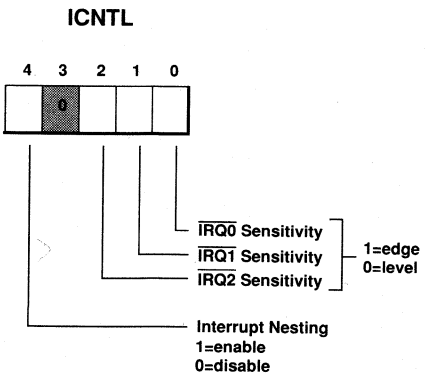 ICNTL
4 3 2 1 0
0
IRQ0 Sensitivity
IRQ1 Sensitivity
IRQ2 Sensitivity
1=edge
0=level
Interrupt Nesting
1=enable
0=disable